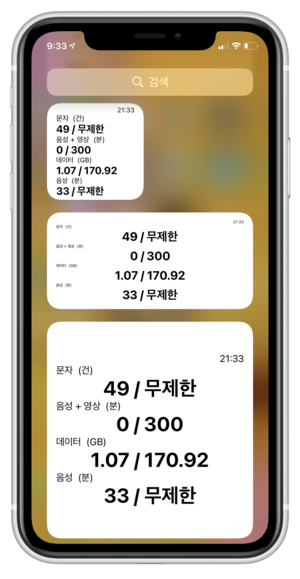 9:33
검색
21:33
문자 (건)
49 / 무제한
음성 + 영상 (분)
0 / 300
데이터 (GB)
1.07 / 170.92
음성 (분)
33 / 무제한
21:33
문자 (건)
49 / 무제한
음성 + 영상 (분)
0 / 300
데이터 (GB)
1.07 / 170.92
음성 (분)
33 / 무제한
21:33
문자 (건)
49 / 무제한
음성 + 영상 (분)
0 / 300
데이터 (GB)
1.07 / 170.92
음성 (분)
33 / 무제한